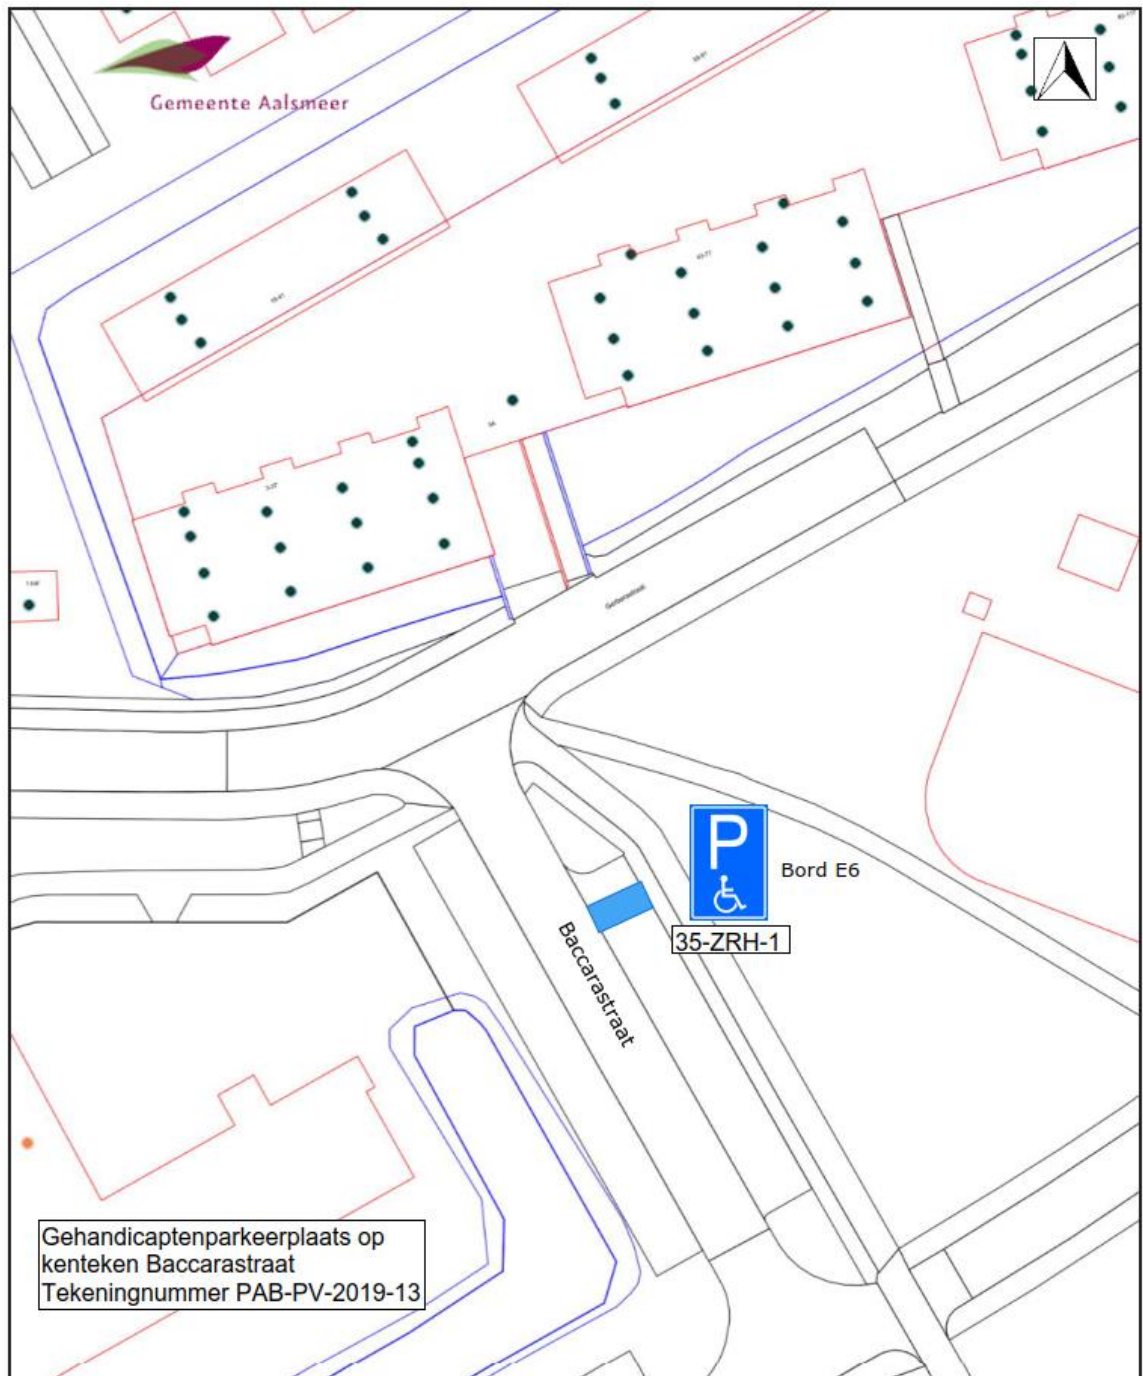 Gemeente Aalsmeer
P
Bord E6
35-ZRH-1
Baccarastraat
Gehandicaptenparkeerplaats op
kenteken Baccarastraat
Tekeningnummer PAB-PV-2019-13